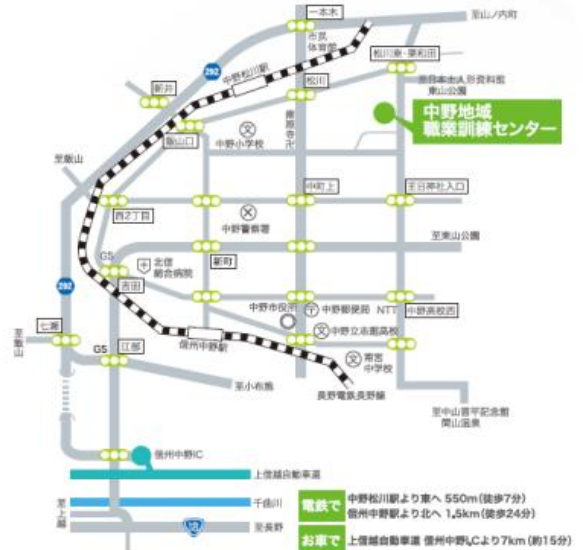 一本木
至山ノ内町
市民
体育館
292
中野松川駅
松川
松川東・栗和田
至日本土人形資料館
東山公園
新井
飯山口
南照寺卍
中野小学校
中野地域
職業訓練センター
至飯山
中町上
王日神社入口
西2丁目
中野警察署
至東山公園
GS
北信
総合病院
新町
292
吉田
中野市役所
中野郵便局
NTT
中野高校西
七瀬
至飯山
GS
江部
信州中野駅
中野立志館高校
南宮
中学校
至小布施
長野電鉄長野線
至中山晋平記念館
間山温泉
信州中野IC
上信越自動車道
至上越
千曲川
18
至長野
電鉄で
中野松川駅より東へ 550m(徒歩7分)
信州中野駅より北へ 1.5km(徒歩24分)
お車で
上信越自動車道 信州中野I.Cより7km(約15分)